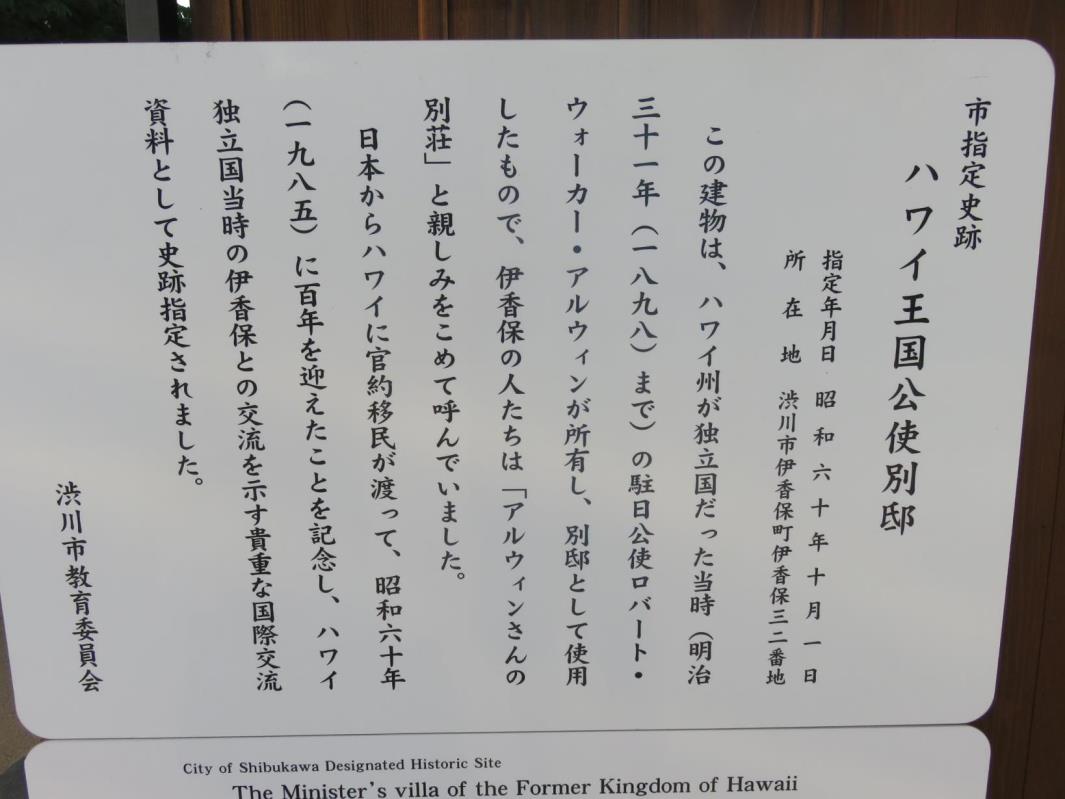 市指定史跡
ハワイ王国公使別邸
指定年月日 昭和六十年十月一日
所在地 渋川市伊香保町伊香保三二番地
この建物は、ハワイ州が独立国だった当時（明治
三十一年（一八九八）まで）の駐日公使ロバート・
ウォーカー・アルウィンが所有し、別邸として使用
したもので、伊香保の人たちは「アルウィンさんの
別荘」と親しみをこめて呼んでいました。
日本からハワイに官約移民が渡って、昭和六十年
（一九八五）に百年を迎えたことを記念し、ハワイ
独立国当時の伊香保との交流を示す貴重な国際交流
資料として史跡指定されました。
渋川市教育委員会
City of Shibukawa Designated Historic Site
The Minister's villa of the Former Kingdom of Hawaii